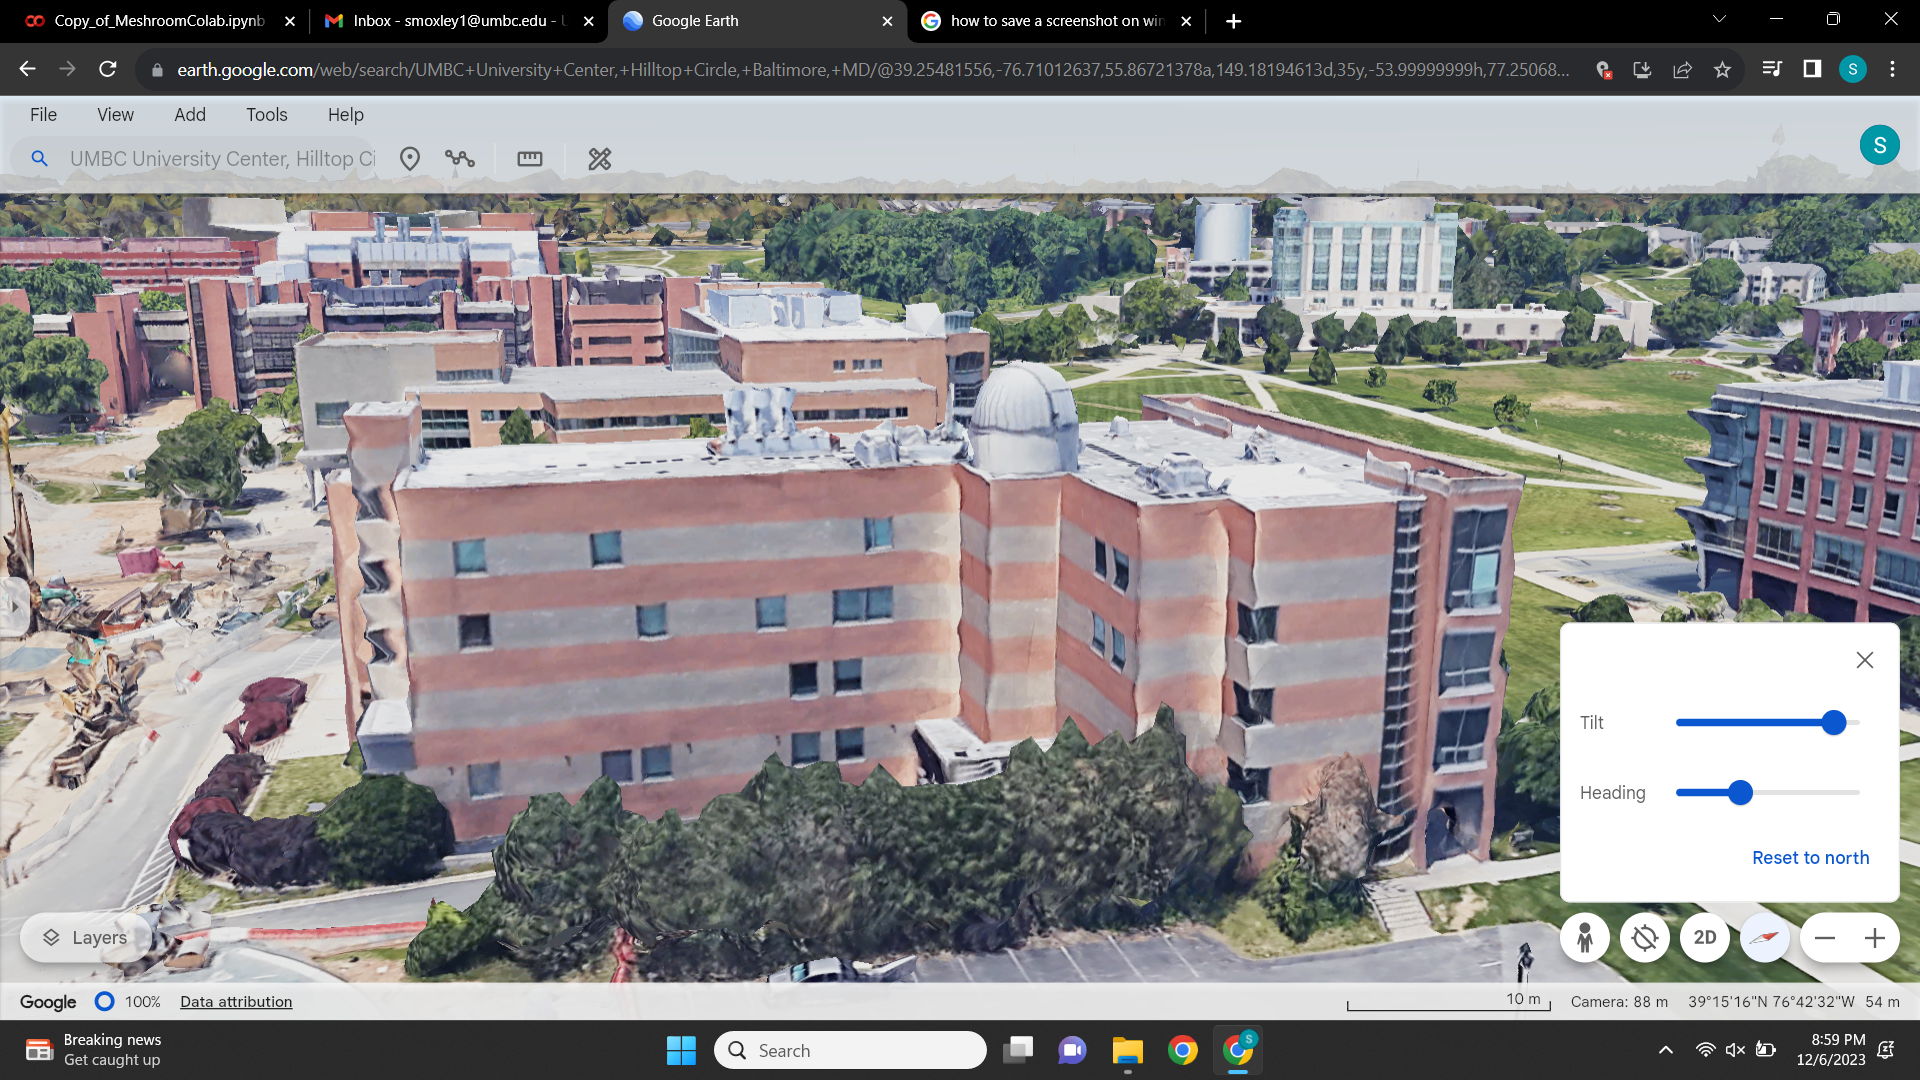 Copy_of_MeshroomColab.ipynb
Inbox - smoxley1@umbc.edu - U
Google Earth
how to save a screenshot on win
earth.google.com/web/search/UMBC+University+Center,+Hilltop+Circle,+Baltimore,+MD/@39.25481556,-76.71012637,55.86721378a,149.18194613d,35y,-53.99999999h,77.25068...
S
File View Add Tools Help
UMBC University Center, Hilltop Ci
S
Tilt
Heading
Reset to north
Layers
2D
Google 100% Data attribution
10 m
Camera: 88 m 39°15'16"N 76°42'32"W 54 m
Breaking news
Get caught up
Search
S
8:59 PM
12/6/2023